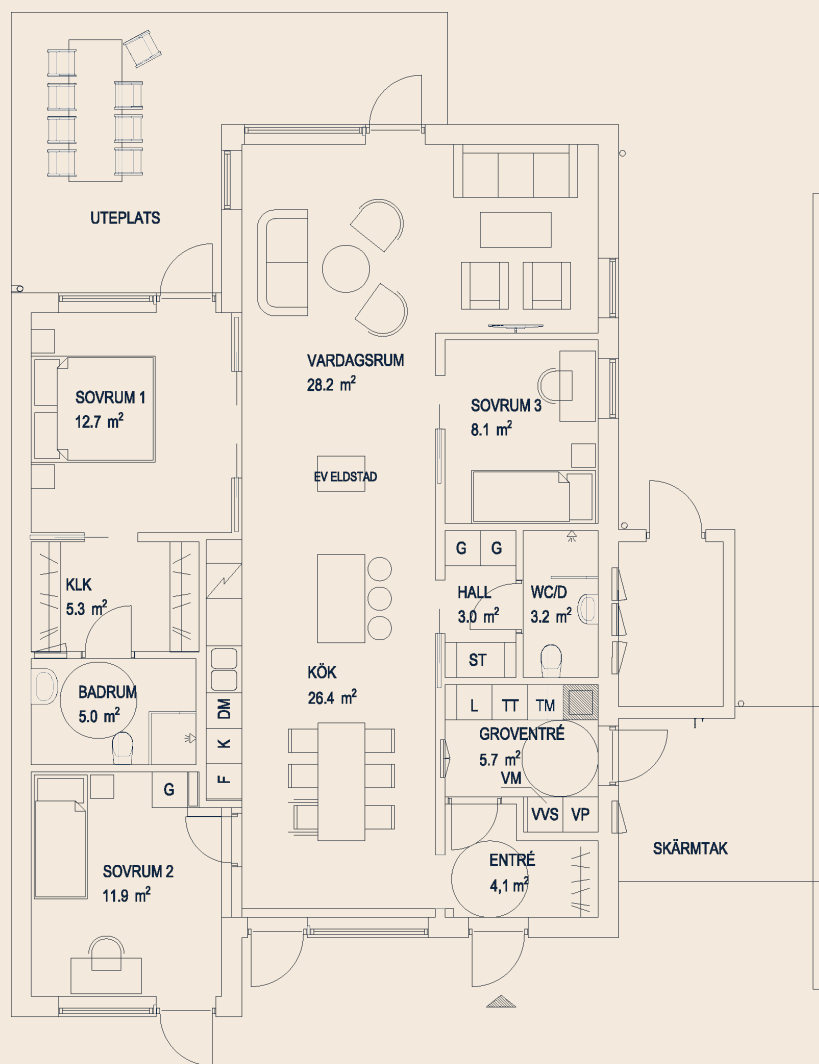 UTEPLATS
VARDAGSRUM
28.2 m²
SOVRUM 1
12.7 m²
SOVRUM 3
8.1 m²
EV ELDSTAD
G G
KLK
5.3 m²
HALL
3.0 m²
WC/D
3.2 m²
ST
KÖK
26.4 m²
BADRUM
5.0 m²
DM
K
F
L TT TM
GROVENTRÉ
5.7 m²
VM
VVS VP
G
SKÄRMTAK
ENTRÉ
4,1 m²
SOVRUM 2
11.9 m²